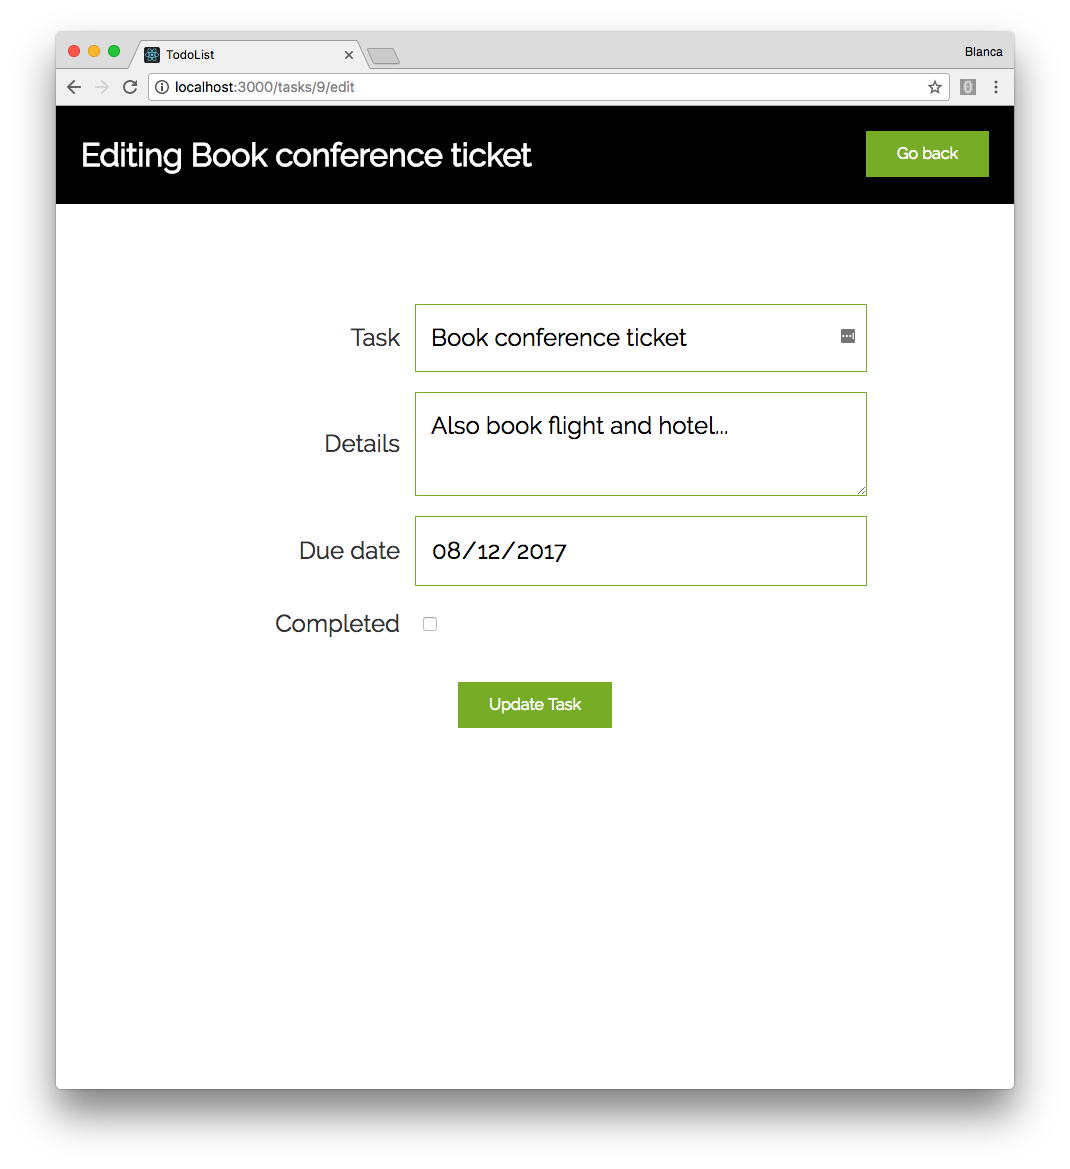 TodoList
Blanca
localhost:3000/tasks/9/edit
Editing Book conference ticket
Go back
Task
Book conference ticket
Details
Also book flight and hotel...
Due date
08/12/2017
Completed
Update Task